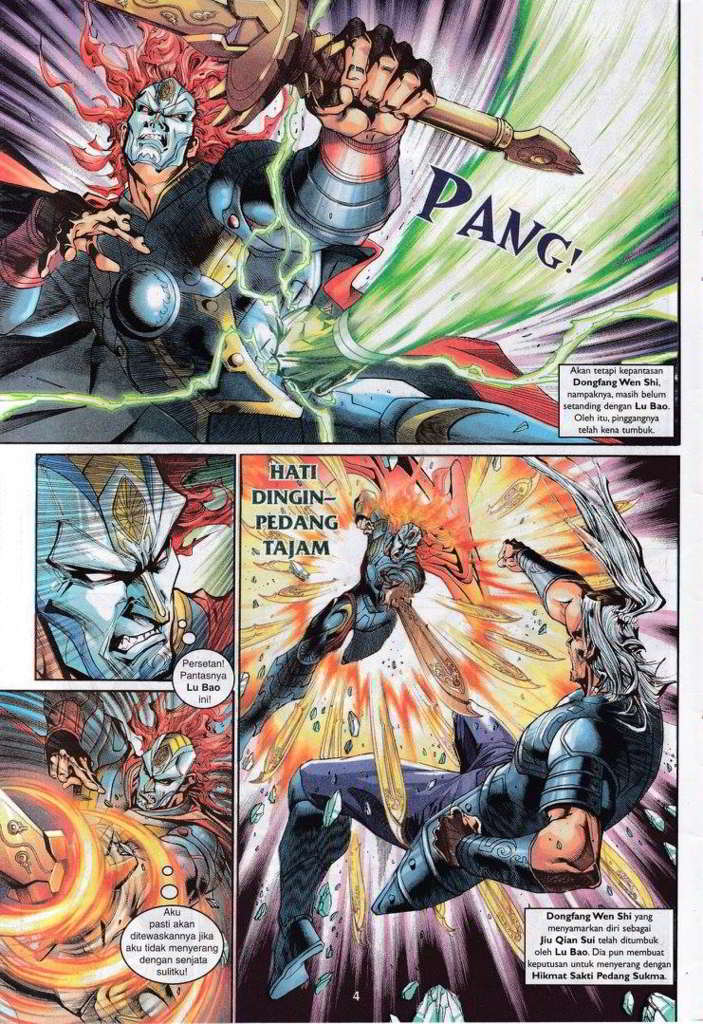 PANG!
Akan tetapi kepantasan
Dongfang Wen Shi,
nampaknya, masih belum
setanding dengan Lu Bao.
Oleh itu, pinggangnya
telah kena tumbuk.
Persetan!
Pantasnya
Lu Bao
ini!
HATI
DINGIN–
PEDANG
TAJAM
Aku
pasti akan
ditewaskannya jika
aku tidak menyerang
dengan senjata
sulitku!
Dongfang Wen Shi yang
menyamarkan diri sebagai
Jiu Qian Sui telah ditumbuk
oleh Lu Bao. Dia pun membuat
keputusan untuk menyerang dengan
Hikmat Sakti Pedang Sukma.
4